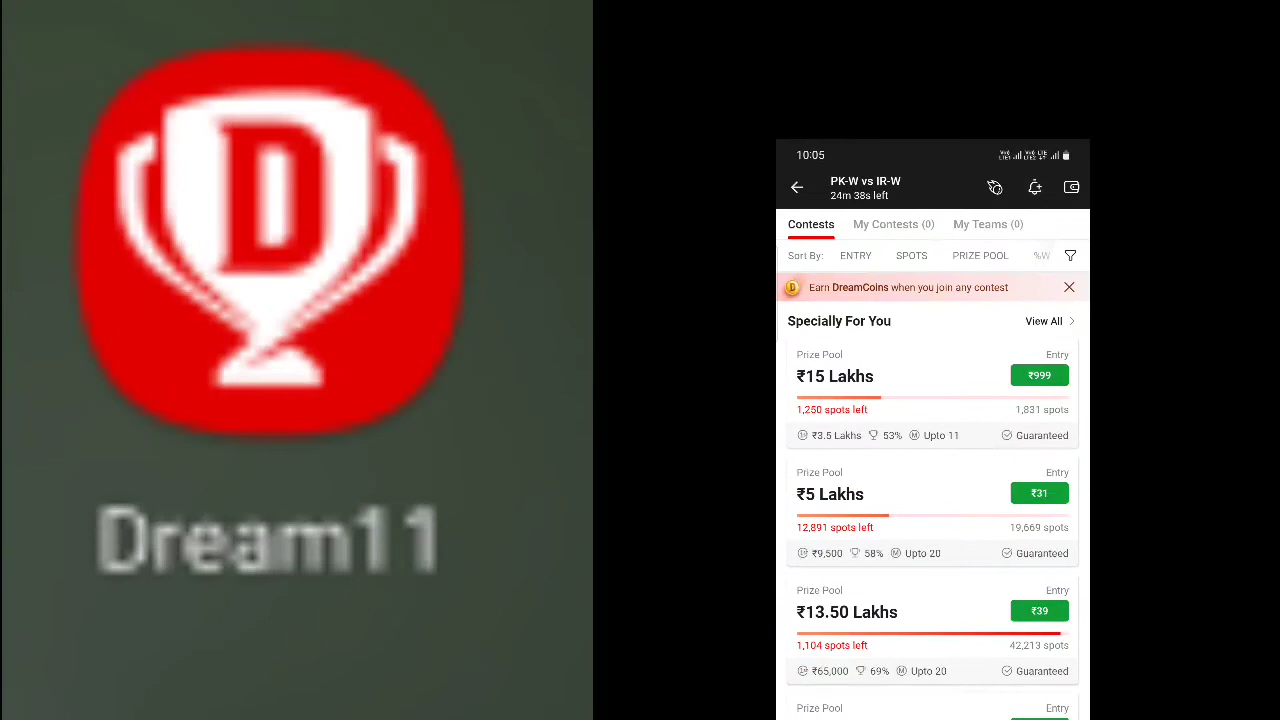 D
Dream11
10:05
PK-W vs IR-W
24m 38s left
Contests My Contests (0) My Teams (0)
Sort By: ENTRY SPOTS PRIZE POOL %W
D Earn DreamCoins when you join any contest
Specially For You View All
Prize Pool Entry
₹15 Lakhs ₹999
1,250 spots left 1,831 spots
₹3.5 Lakhs 53% M Upto 11 Guaranteed
Prize Pool Entry
₹5 Lakhs ₹31
12,891 spots left 19,669 spots
₹9,500 58% M Upto 20 Guaranteed
Prize Pool Entry
₹13.50 Lakhs ₹39
1,104 spots left 42,213 spots
₹65,000 69% M Upto 20 Guaranteed
Prize Pool Entry